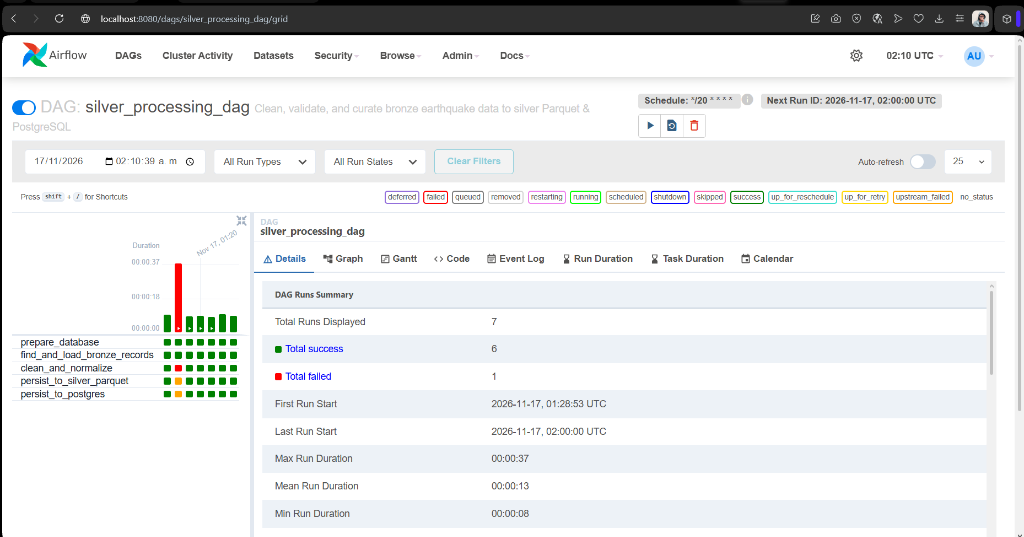 localhost:8080/dags/silver_processing_dag/grid
Airflow DAGs Cluster Activity Datasets Security Browse Admin Docs 02:10 UTC AU
DAG: silver_processing_dag Clean, validate, and curate bronze earthquake data to silver Parquet &
PostgreSQL
Schedule: */20 * * * * i Next Run ID: 2026-11-17, 02:00:00 UTC
17/11/2026 02:10:39 a m All Run Types All Run States Clear Filters Auto-refresh 25
Press shift + / for Shortcuts deferred failed queued removed restarting running scheduled shutdown skipped success up_for_reschedule up_for_retry upstream_failed no_status
Nov 17, 01:20
Duration
00:00:37
00:00:18
00:00:00
prepare_database
find_and_load_bronze_records
clean_and_normalize
persist_to_silver_parquet
persist_to_postgres
DAG
silver_processing_dag
Details Graph Gantt Code Event Log Run Duration Task Duration Calendar
DAG Runs Summary
Total Runs Displayed 7
Total success 6
Total failed 1
First Run Start 2026-11-17, 01:28:53 UTC
Last Run Start 2026-11-17, 02:00:00 UTC
Max Run Duration 00:00:37
Mean Run Duration 00:00:13
Min Run Duration 00:00:08